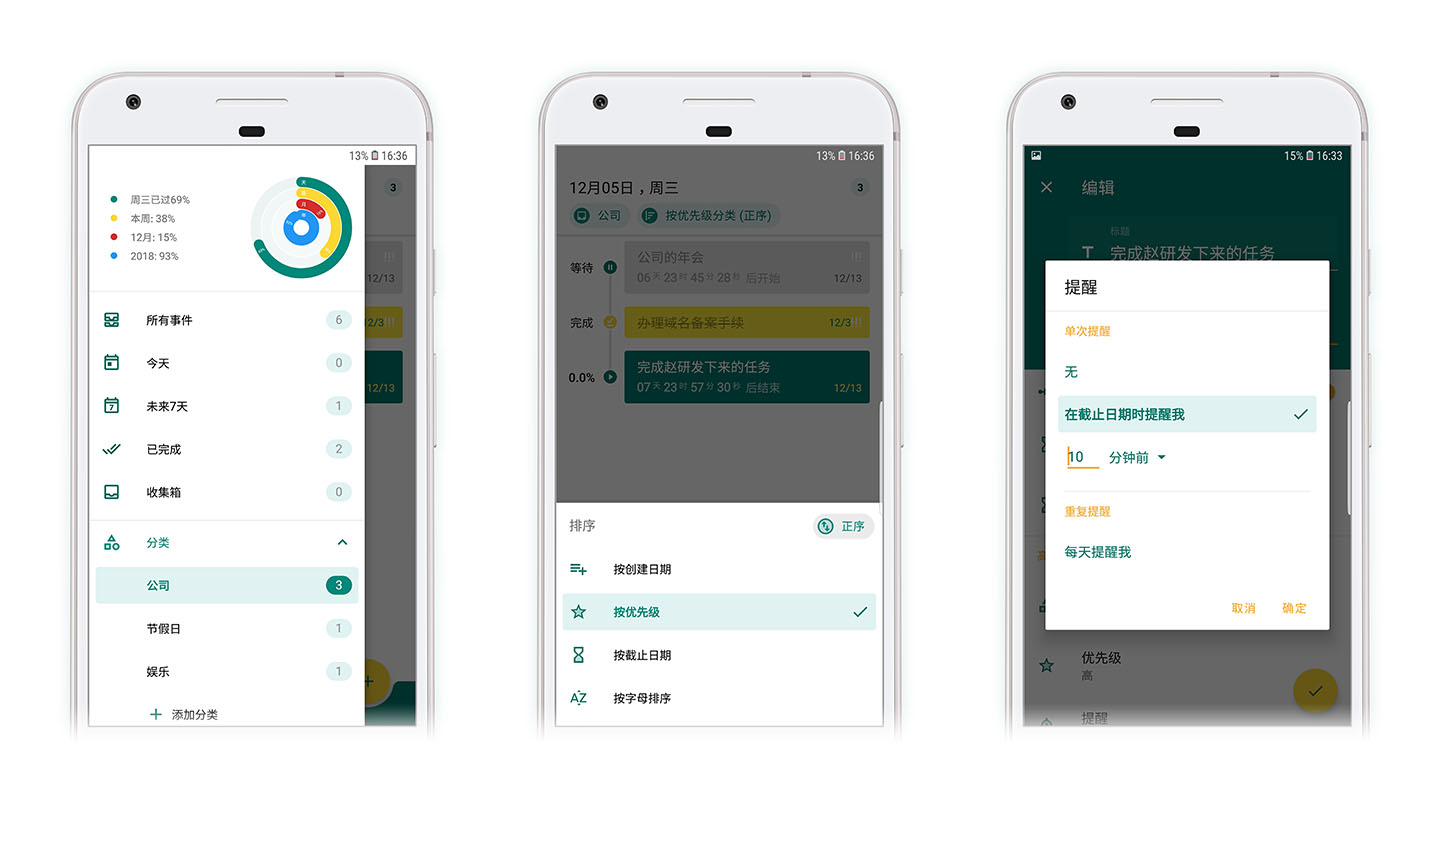 13% 16:36
周三已过69%
本周: 38%
12月: 15%
2018: 93%
天
月
年
3
12/13
12/3!!!
12/13
所有事件 6
今天 0
未来7天 1
已完成 2
收集箱 0
分类
公司 3
节假日 1
娱乐 1
添加分类
13% 16:36
12月05日，周三 3
公司 按优先级分类 (正序)
等待 公司的年会 !!!
06天 23时 45分 28秒 后开始 12/13
完成 办理域名备案手续 12/3!!!
0.0% 完成赵研发下来的任务
07天 23时 57分 30秒 后结束 12/13
排序 正序
按创建日期
按优先级
按截止日期
AZ 按字母排序
15% 16:33
编辑
标题
完成赵研发下来的任务
提醒
单次提醒
无
在截止日期时提醒我
10 分钟前
重复提醒
每天提醒我
取消 确定
优先级
高
提醒